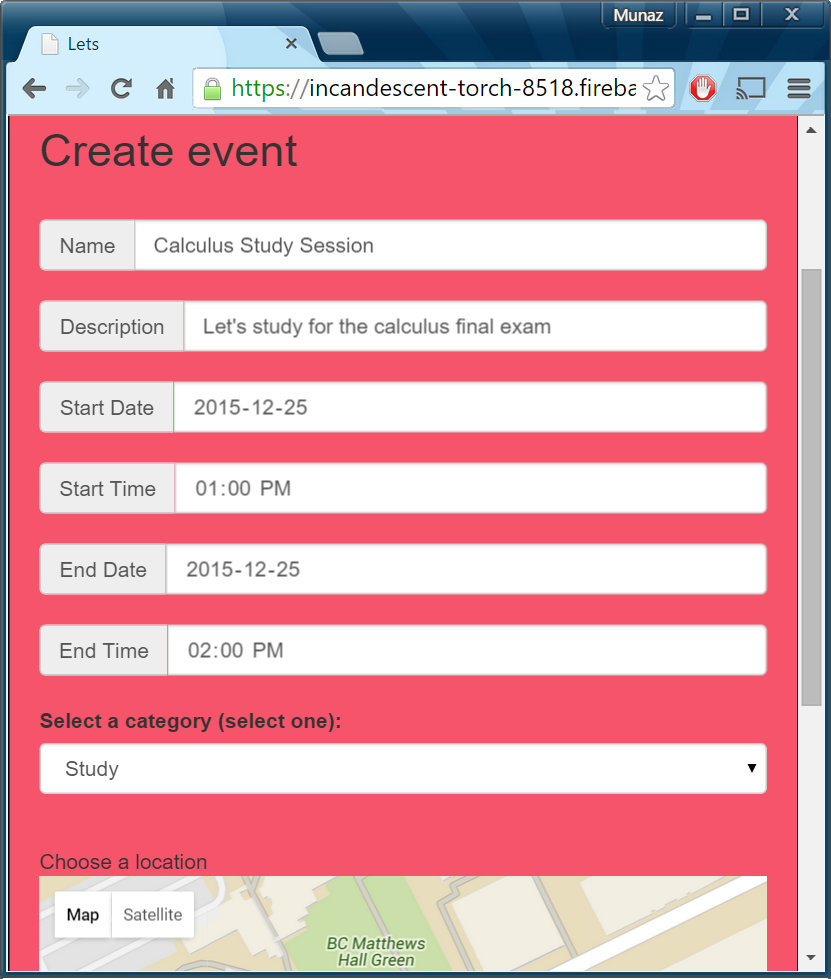 Munaz
Lets
https://incandescent-torch-8518.fireba
Create event
Name Calculus Study Session
Description Let's study for the calculus final exam
Start Date 2015-12-25
Start Time 01:00 PM
End Date 2015-12-25
End Time 02:00 PM
Select a category (select one):
Study
Choose a location
Map Satellite
BC Matthews
Hall Green